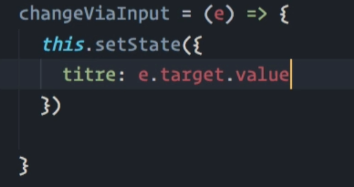 changeViaInput = (e) => {
this.setState({
titre: e.target.value
})
}